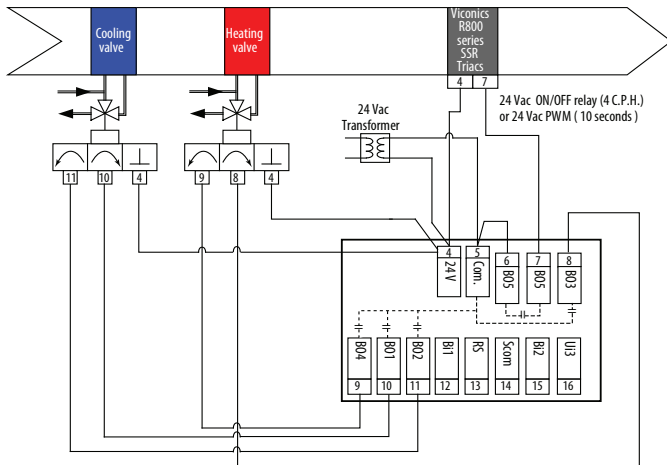 Cooling
valve
Heating
valve
Viconics
R800
series
SSR
Triacs
4 7
24 Vac ON/OFF relay (4 C.P.H.)
or 24 Vac PWM ( 10 seconds )
24 Vac
Transformer
11 10 4
9 8 4
4 5 6 7 8
24 V Com. BO5 BO5 BO3
BO4 BO1 BO2 Bi1 RS Scom Bi2 Ui3
9 10 11 12 13 14 15 16